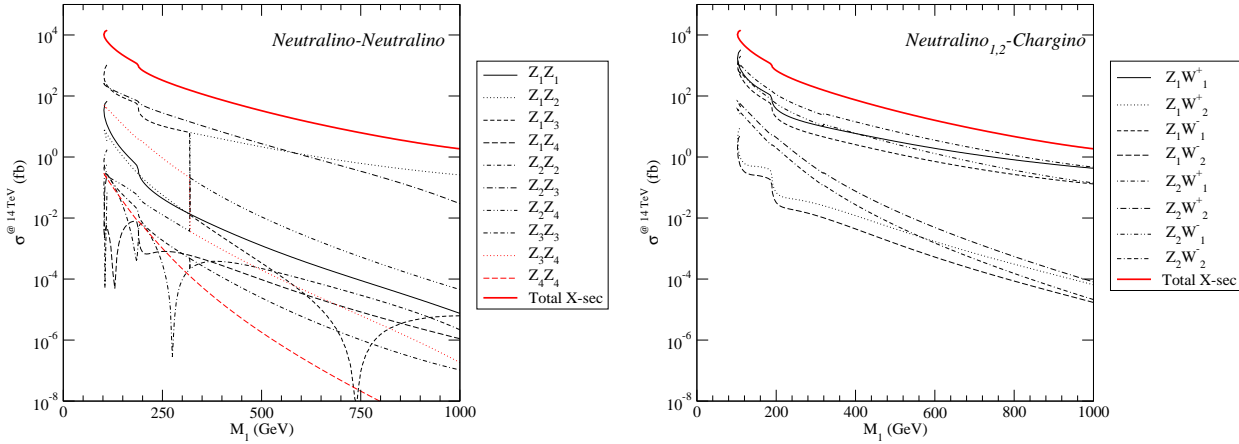 Neutralino-Neutralino
σ^@ 14 TeV (fb)
10^4
10^2
10^0
10^-2
10^-4
10^-6
10^-8
0 250 500 750 1000
M_1 (GeV)
Z_1Z_1
Z_1Z_2
Z_1Z_3
Z_1Z_4
Z_2Z_2
Z_2Z_3
Z_2Z_4
Z_3Z_3
Z_3Z_4
Z_4Z_4
Total X-sec
Neutralino_1,2-Chargino
σ^@ 14 TeV (fb)
10^4
10^2
10^0
10^-2
10^-4
10^-6
10^-8
0 200 400 600 800 1000
M_1 (GeV)
Z_1W^+_1
Z_1W^+_2
Z_1W^-_1
Z_1W^-_2
Z_2W^+_1
Z_2W^+_2
Z_2W^-_1
Z_2W^-_2
Total X-sec